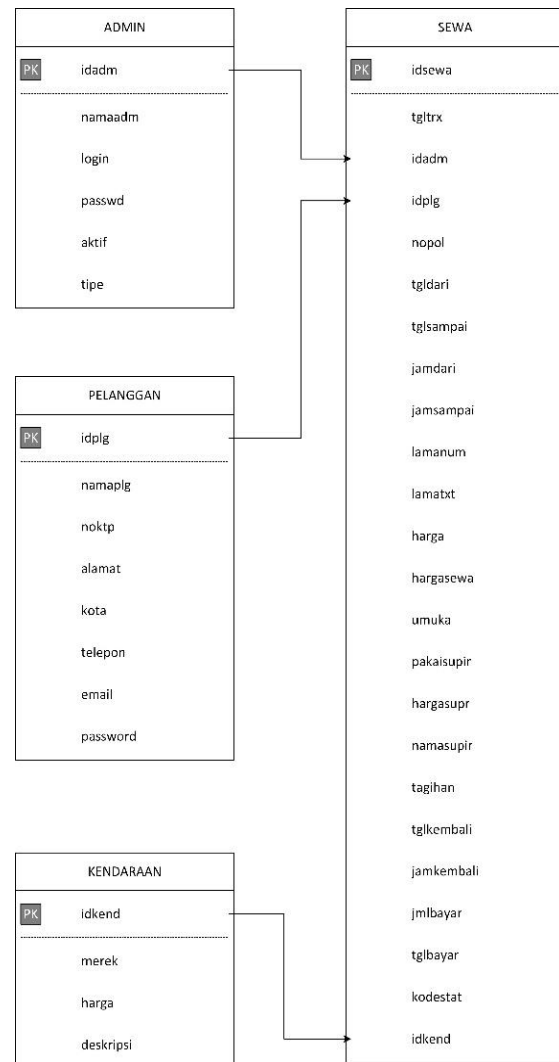 ADMIN
PK idadm
namaadm
login
passwd
aktif
tipe
PELANGGAN
PK idplg
namaplg
noktp
alamat
kota
telepon
email
password
KENDARAAN
PK idkend
merek
harga
deskripsi
SEWA
PK idsewa
tgltrx
idadm
idplg
nopol
tgldari
tglsampai
jamdari
jamsampai
lamanum
lamatxt
harga
hargasewa
umuka
pakaisupir
hargasupr
namasupir
tagihan
tglkembali
jamkembali
jmlbayar
tglbayar
kodestat
idkend